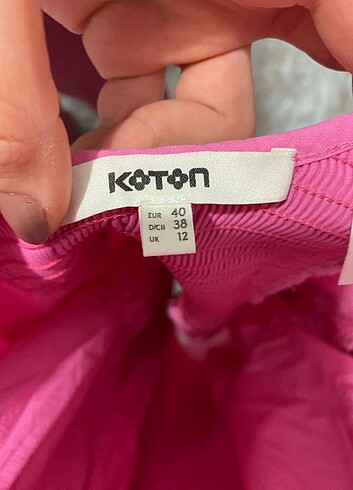 KOTON
EUR 40
D/CH 38
UK 12